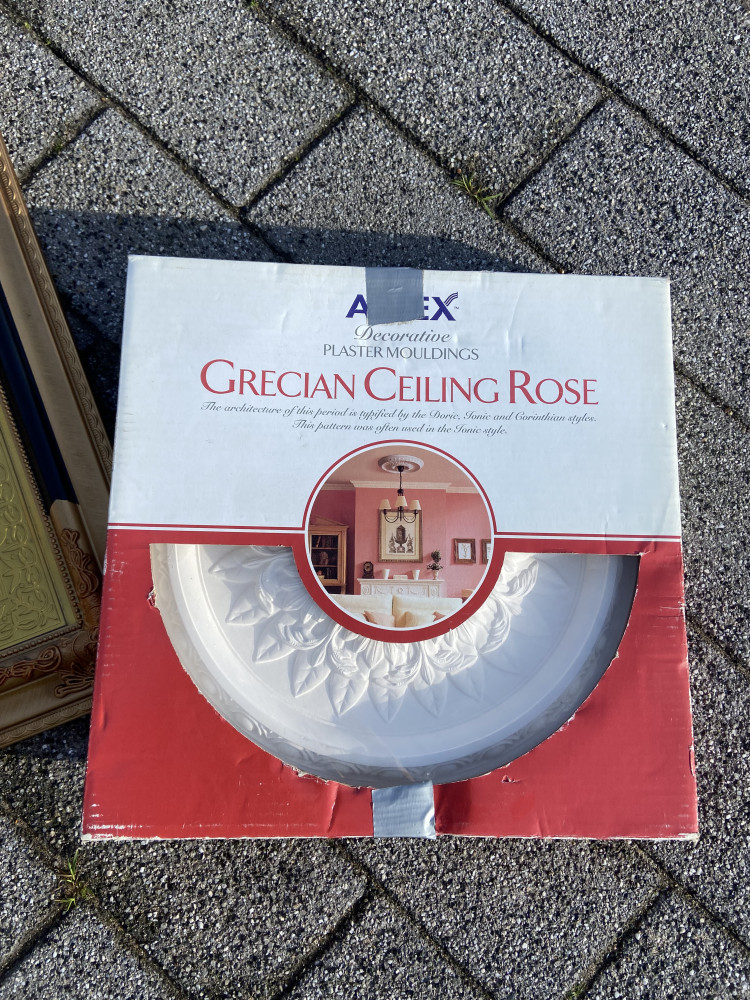 Decorative
PLASTER MOULDINGS
GRECIAN CEILING ROSE
The architecture of this period is typified by the Doric, Ionic and Corinthian styles.
This pattern was often used in the Ionic style.